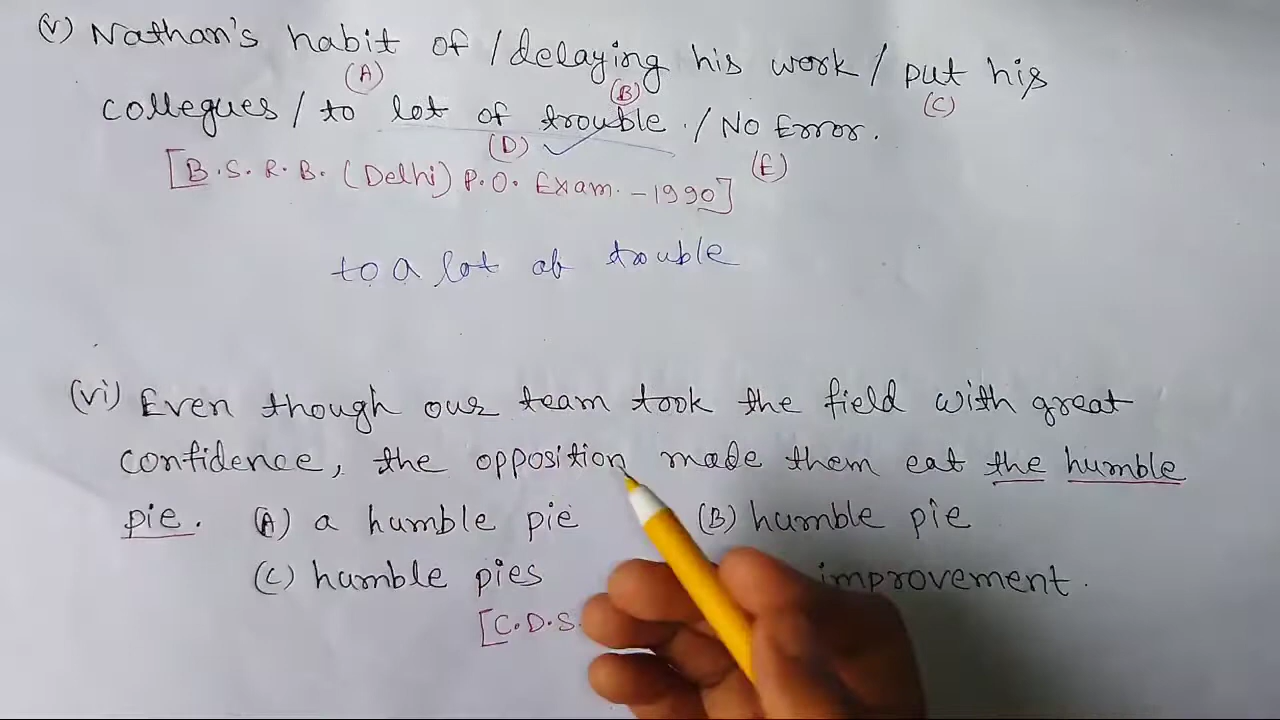 (v) Nathan's habit of / delaying his work / put his
(A) (B) (C)
collegues / to lot of trouble. / No Error.
(D) (E)
[B.S.R.B. (Delhi) P.O. Exam. - 1990]
to a lot of trouble
(vi) Even though our team took the field with great
confidence, the opposition made them eat the humble
pie. (A) a humble pie (B) humble pie
(C) humble pies improvement.
[C.D.S.